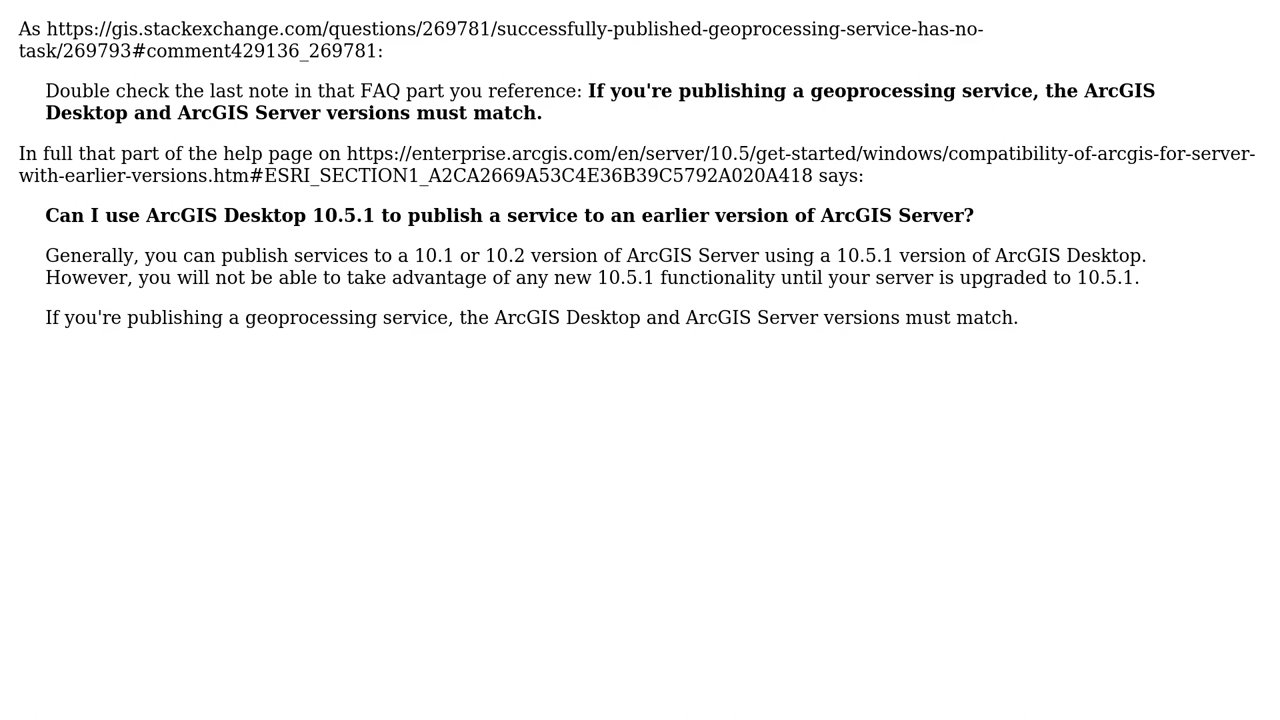 As https://gis.stackexchange.com/questions/269781/successfully-published-geoprocessing-service-has-no-
task/269793#comment429136_269781:
Double check the last note in that FAQ part you reference: If you're publishing a geoprocessing service, the ArcGIS
Desktop and ArcGIS Server versions must match.
In full that part of the help page on https://enterprise.arcgis.com/en/server/10.5/get-started/windows/compatibility-of-arcgis-for-server-
with-earlier-versions.htm#ESRI_SECTION1_A2CA2669A53C4E36B39C5792A020A418 says:
Can I use ArcGIS Desktop 10.5.1 to publish a service to an earlier version of ArcGIS Server?
Generally, you can publish services to a 10.1 or 10.2 version of ArcGIS Server using a 10.5.1 version of ArcGIS Desktop.
However, you will not be able to take advantage of any new 10.5.1 functionality until your server is upgraded to 10.5.1.
If you're publishing a geoprocessing service, the ArcGIS Desktop and ArcGIS Server versions must match.